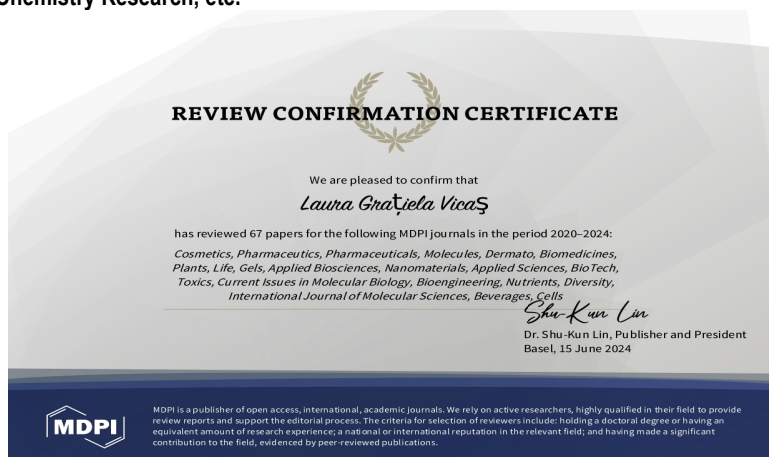 Chemistry Research, etc.
REVIEW CONFIRMATION CERTIFICATE
We are pleased to confirm that
Laura Grațiela Vicaş
has reviewed 67 papers for the following MDPI journals in the period 2020–2024:
Cosmetics, Pharmaceutics, Pharmaceuticals, Molecules, Dermato, Biomedicines,
Plants, Life, Gels, Applied Biosciences, Nanomaterials, Applied Sciences, BioTech,
Toxics, Current Issues in Molecular Biology, Bioengineering, Nutrients, Diversity,
International Journal of Molecular Sciences, Beverages, Cells
Shu-Kun Lin
Dr. Shu-Kun Lin, Publisher and President
Basel, 15 June 2024
MDPI
MDPI is a publisher of open access, international, academic journals. We rely on active researchers, highly qualified in their field to provide
review reports and support the editorial process. The criteria for selection of reviewers include: holding a doctoral degree or having an
equivalent amount of research experience; a national or international reputation in the relevant field; and having made a significant
contribution to the field, evidenced by peer-reviewed publications.